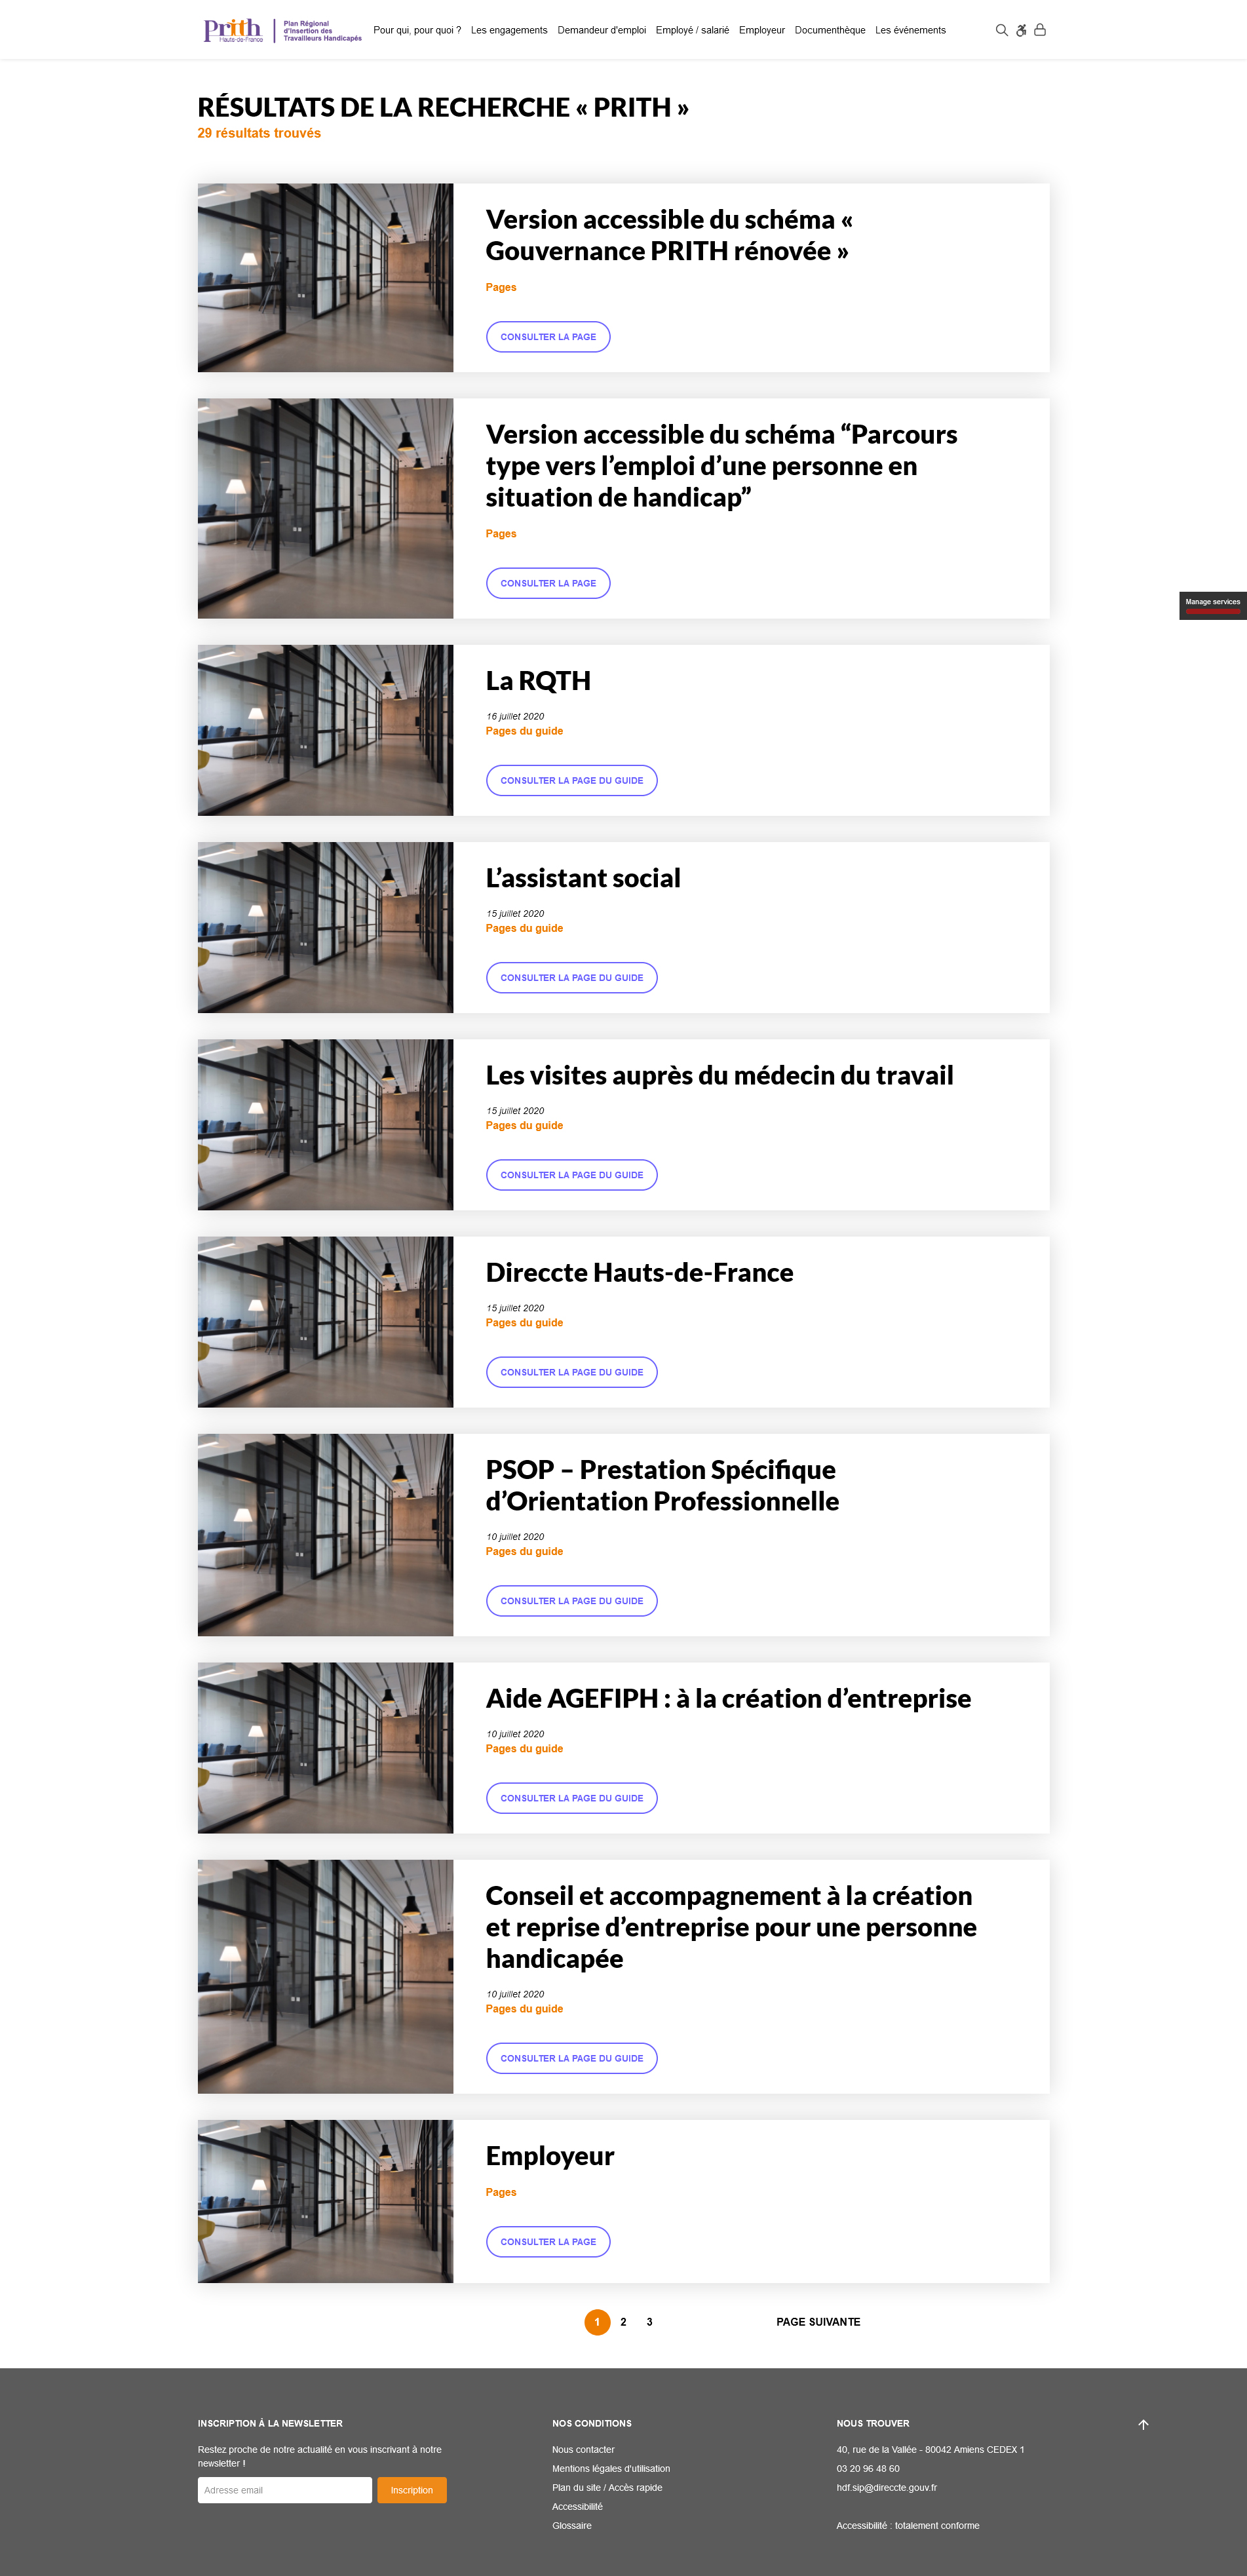 Prith
Hauts-de-France
Plan Régional
d'Insertion des
Travailleurs Handicapés
Pour qui, pour quoi ?
Les engagements
Demandeur d'emploi
Employé / salarié
Employeur
Documenthèque
Les événements
RÉSULTATS DE LA RECHERCHE « PRITH »
29 résultats trouvés
Version accessible du schéma «
Gouvernance PRITH rénovée »
Pages
CONSULTER LA PAGE
Version accessible du schéma “Parcours
type vers l’emploi d’une personne en
situation de handicap”
Pages
CONSULTER LA PAGE
Manage services
La RQTH
16 juillet 2020
Pages du guide
CONSULTER LA PAGE DU GUIDE
L’assistant social
15 juillet 2020
Pages du guide
CONSULTER LA PAGE DU GUIDE
Les visites auprès du médecin du travail
15 juillet 2020
Pages du guide
CONSULTER LA PAGE DU GUIDE
Direccte Hauts-de-France
15 juillet 2020
Pages du guide
CONSULTER LA PAGE DU GUIDE
PSOP – Prestation Spécifique
d’Orientation Professionnelle
10 juillet 2020
Pages du guide
CONSULTER LA PAGE DU GUIDE
Aide AGEFIPH : à la création d’entreprise
10 juillet 2020
Pages du guide
CONSULTER LA PAGE DU GUIDE
Conseil et accompagnement à la création
et reprise d’entreprise pour une personne
handicapée
10 juillet 2020
Pages du guide
CONSULTER LA PAGE DU GUIDE
Employeur
Pages
CONSULTER LA PAGE
1 2 3 PAGE SUIVANTE
INSCRIPTION À LA NEWSLETTER
Restez proche de notre actualité en vous inscrivant à notre
newsletter !
Adresse email
Inscription
NOS CONDITIONS
Nous contacter
Mentions légales d'utilisation
Plan du site / Accès rapide
Accessibilité
Glossaire
NOUS TROUVER
40, rue de la Vallée - 80042 Amiens CEDEX 1
03 20 96 48 60
hdf.sip@direccte.gouv.fr
Accessibilité : totalement conforme